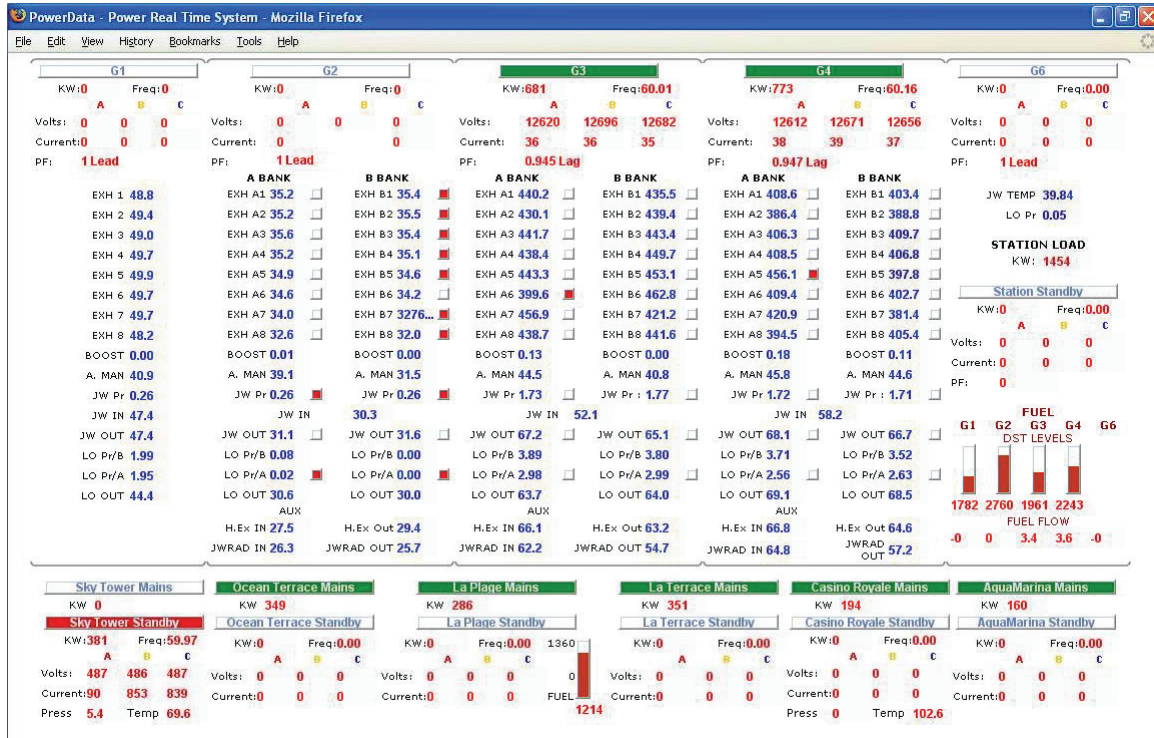 PowerData - Power Real Time System - Mozilla Firefox
File Edit View History Bookmarks Tools Help
G1 G2 G3 G4 G6
KW:0 Freq:0 KW:0 Freq:0 KW:681 Freq:60.01 KW:773 Freq:60.16 KW:0 Freq:0.00
A B C A B C A B C A B C A B C
Volts: 0 0 0 Volts: 0 0 0 Volts: 12620 12696 12682 Volts: 12612 12671 12656 Volts: 0 0 0
Current:0 0 0 Current: 0 0 Current: 36 36 35 Current: 38 39 37 Current: 0 0 0
PF: 1 Lead PF: 1 Lead PF: 0.945 Lag PF: 0.947 Lag PF: 1 Lead
A BANK B BANK A BANK B BANK A BANK B BANK
EXH 1 48.8 EXH A1 35.2 EXH B1 35.4 EXH A1 440.2 EXH B1 435.5 EXH A1 408.6 EXH B1 403.4 JW TEMP 39.84
EXH 2 49.4 EXH A2 35.2 EXH B2 35.5 EXH A2 430.1 EXH B2 439.4 EXH A2 386.4 EXH B2 388.8 LO Pr 0.05
EXH 3 49.0 EXH A3 35.6 EXH B3 35.4 EXH A3 441.7 EXH B3 443.4 EXH A3 406.3 EXH B3 409.7
STATION LOAD
EXH 4 49.7 EXH A4 35.2 EXH B4 35.1 EXH A4 438.4 EXH B4 449.7 EXH A4 408.5 EXH B4 406.8 KW: 1454
EXH 5 49.9 EXH A5 34.9 EXH B5 34.6 EXH A5 443.3 EXH B5 453.1 EXH A5 456.1 EXH B5 397.8
EXH 6 49.7 EXH A6 34.6 EXH B6 34.2 EXH A6 399.6 EXH B6 462.8 EXH A6 409.4 EXH B6 402.7 Station Standby
EXH 7 49.7 EXH A7 34.0 EXH B7 3276... EXH A7 456.9 EXH B7 421.2 EXH A7 420.9 EXH B7 381.4 KW:0 Freq:0.00
A B C
EXH 8 48.2 EXH A8 32.6 EXH B8 32.0 EXH A8 438.7 EXH B8 441.6 EXH A8 394.5 EXH B8 405.4 Volts: 0 0 0
BOOST 0.00 BOOST 0.01 BOOST 0.00 BOOST 0.13 BOOST 0.00 BOOST 0.18 BOOST 0.11 Current: 0 0 0
A. MAN 40.9 A. MAN 39.1 A. MAN 31.5 A. MAN 44.5 A. MAN 40.8 A. MAN 45.8 A. MAN 44.6 PF: 0
JW Pr 0.26 JW Pr 0.26 JW Pr 0.26 JW Pr 1.73 JW Pr : 1.77 JW Pr 1.72 JW Pr : 1.71
JW IN 47.4 JW IN 30.3 JW IN 52.1 JW IN 58.2 FUEL
G1 G2 G3 G4 G6
JW OUT 47.4 JW OUT 31.1 JW OUT 31.6 JW OUT 67.2 JW OUT 65.1 JW OUT 68.1 JW OUT 66.7 DST LEVELS
LO Pr/B 1.99 LO Pr/B 0.08 LO Pr/B 0.00 LO Pr/B 3.89 LO Pr/B 3.80 LO Pr/B 3.71 LO Pr/B 3.52
LO Pr/A 1.95 LO Pr/A 0.02 LO Pr/A 0.00 LO Pr/A 2.98 LO Pr/A 2.99 LO Pr/A 2.56 LO Pr/A 2.63
LO OUT 44.4 LO OUT 30.6 LO OUT 30.0 LO OUT 63.7 LO OUT 64.0 LO OUT 69.1 LO OUT 68.5
1782 2760 1961 2243
AUX AUX
FUEL FLOW
H.Ex IN 27.5 H.Ex Out 29.4 H.Ex IN 66.1 H.Ex Out 63.2 H.Ex IN 66.8 H.Ex Out 64.6
-0 0 3.4 3.6 -0
JWRAD IN 26.3 JWRAD OUT 25.7 JWRAD IN 62.2 JWRAD OUT 54.7 JWRAD IN 64.8 JWRAD OUT 57.2
Sky Tower Mains Ocean Terrace Mains La Plage Mains La Terrace Mains Casino Royale Mains AquaMarina Mains
KW 0 KW 349 KW 286 KW 351 KW 194 KW 160
Sky Tower Standby Ocean Terrace Standby La Plage Standby La Terrace Standby Casino Royale Standby AquaMarina Standby
KW:381 Freq:59.97 KW:0 Freq:0.00 KW:0 Freq:0.00 1360 KW:0 Freq:0.00 KW:0 Freq:0.00 KW:0 Freq:0.00
A B C A B C A B C A B C A B C A B C
Volts: 487 486 487 Volts: 0 0 0 Volts: 0 0 0 0 Volts: 0 0 0 Volts: 0 0 0 Volts: 0 0 0
Current:90 853 839 Current:0 0 0 Current:0 0 0 FUEL Current:0 0 0 Current:0 0 0 Current:0 0 0
Press 5.4 Temp 69.6 1214 Press 0 Temp 102.6